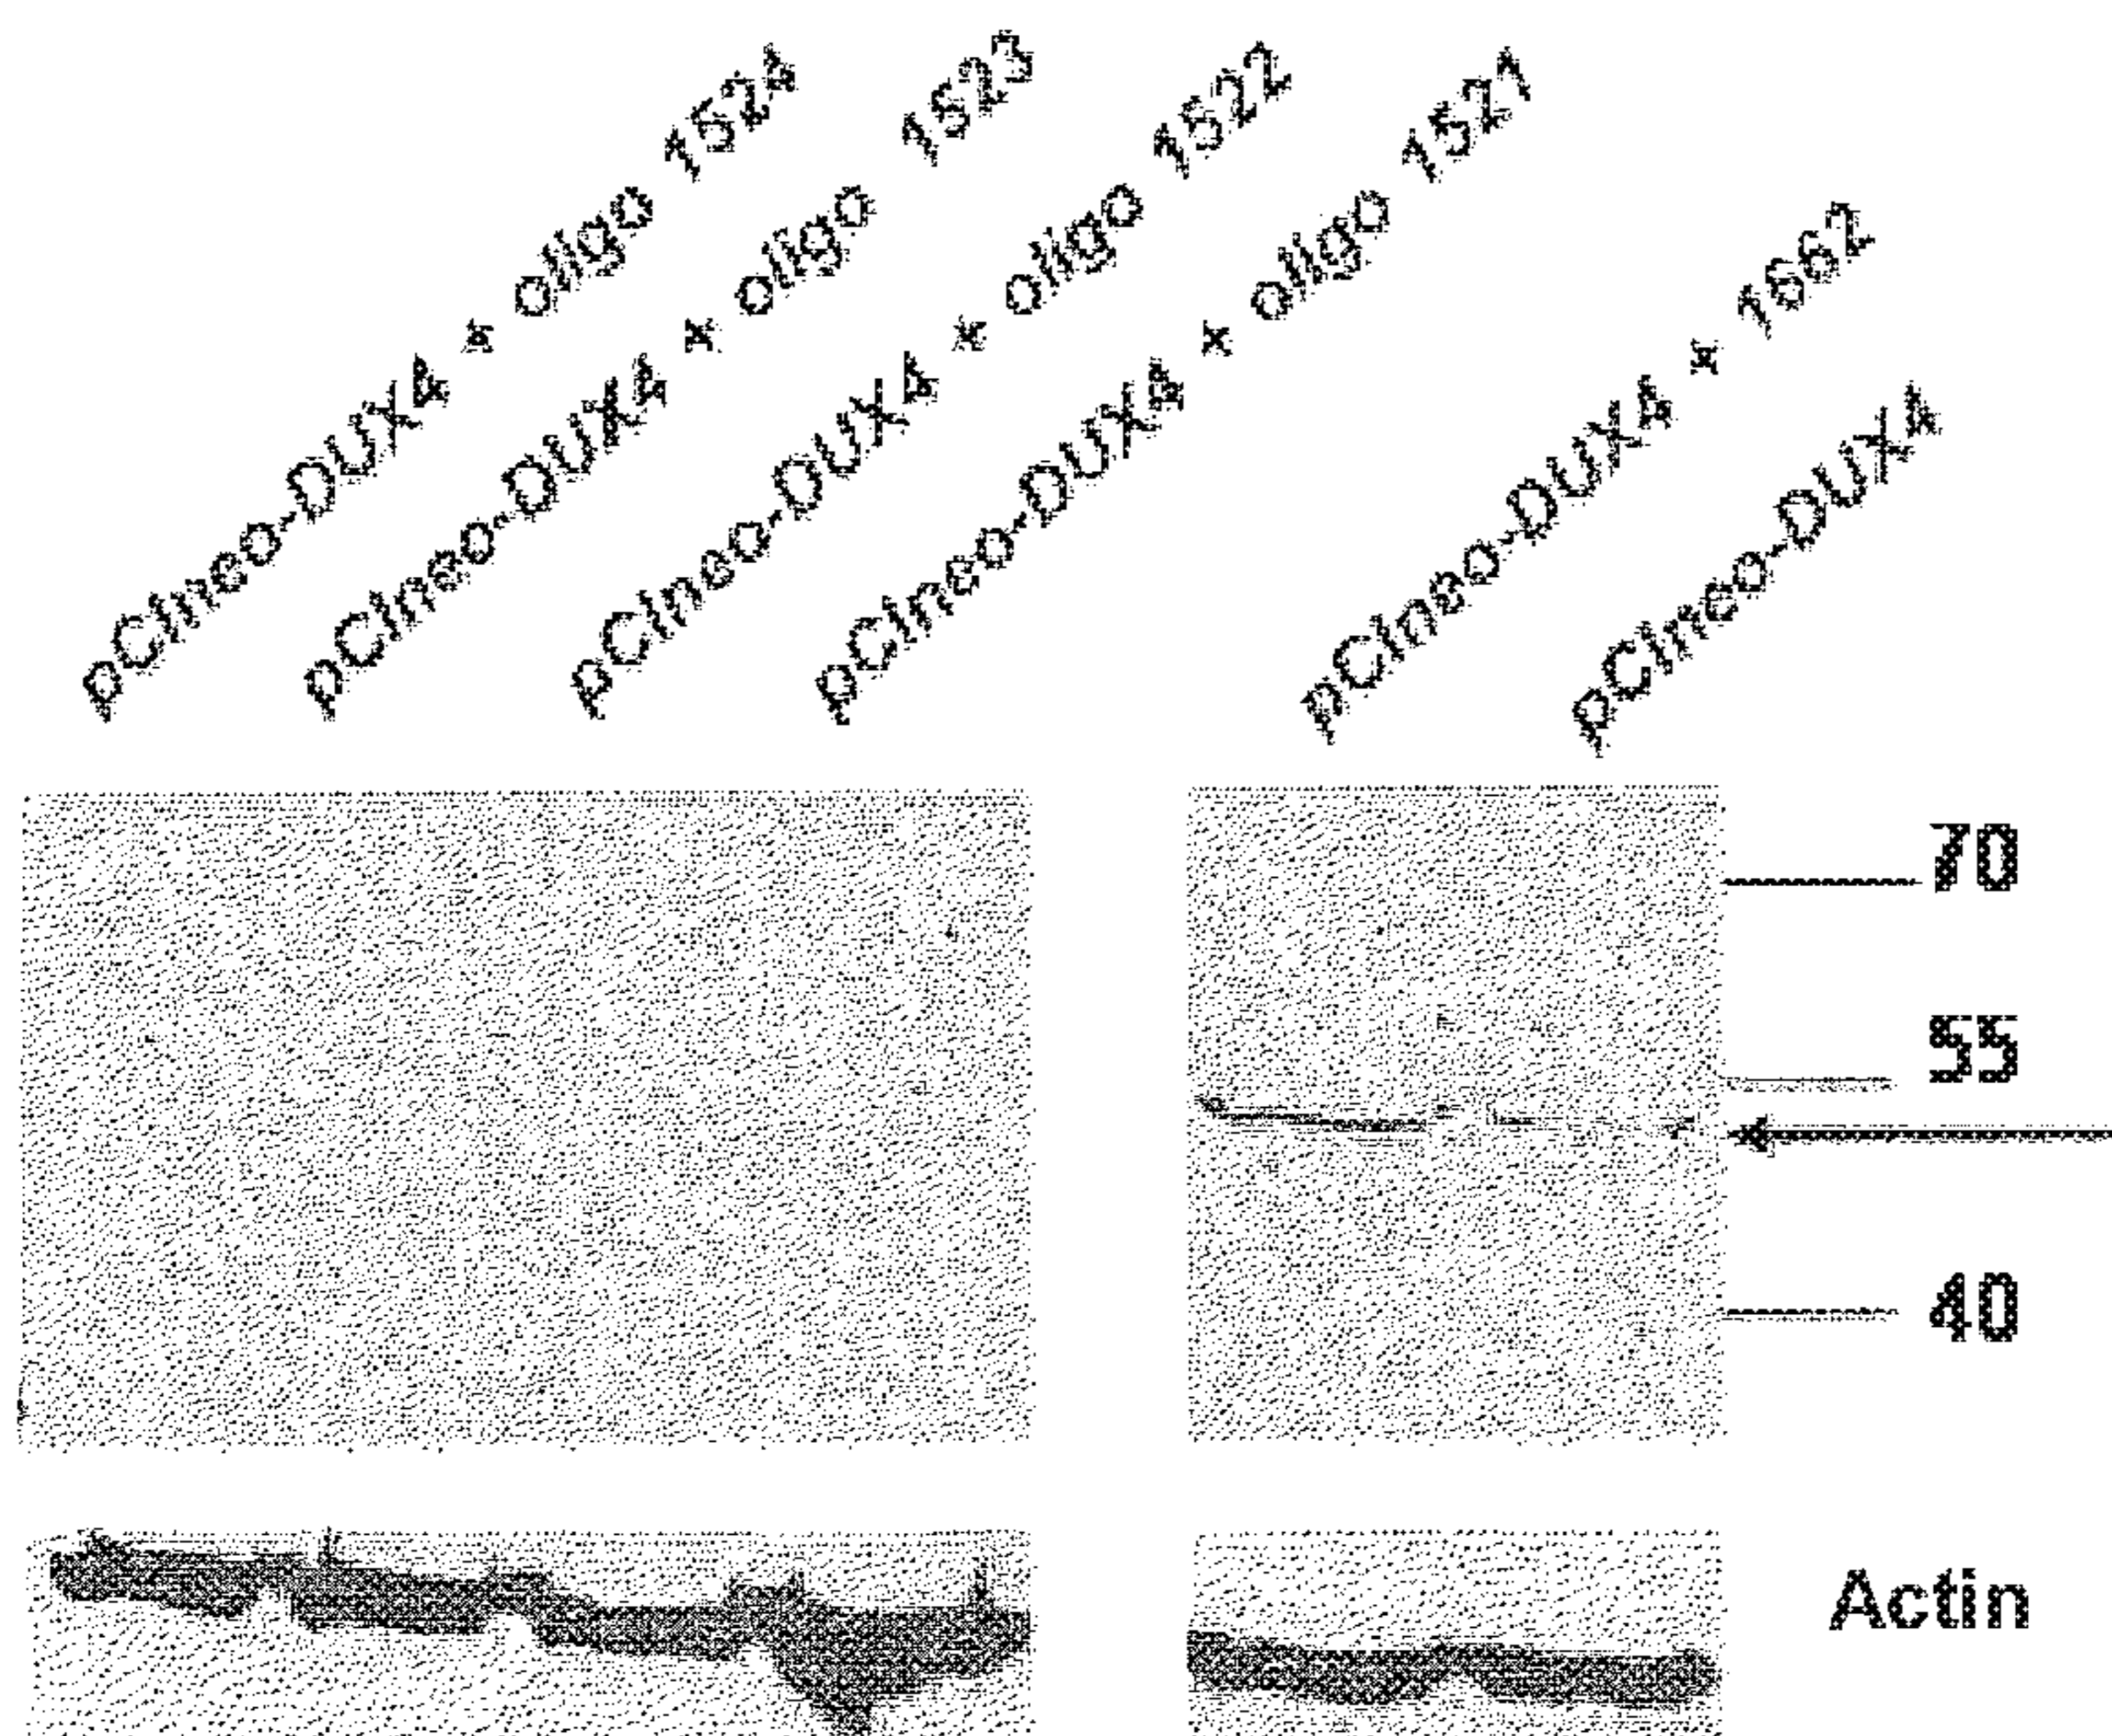 pCIneo-DUX4 + oligo 1524
pCIneo-DUX4 + oligo 1523
pCIneo-DUX4 + oligo 1522
pCIneo-DUX4 + oligo 1521
pCIneo-DUX4 + 1662
pCIneo-DUX4
70
55
40
Actin